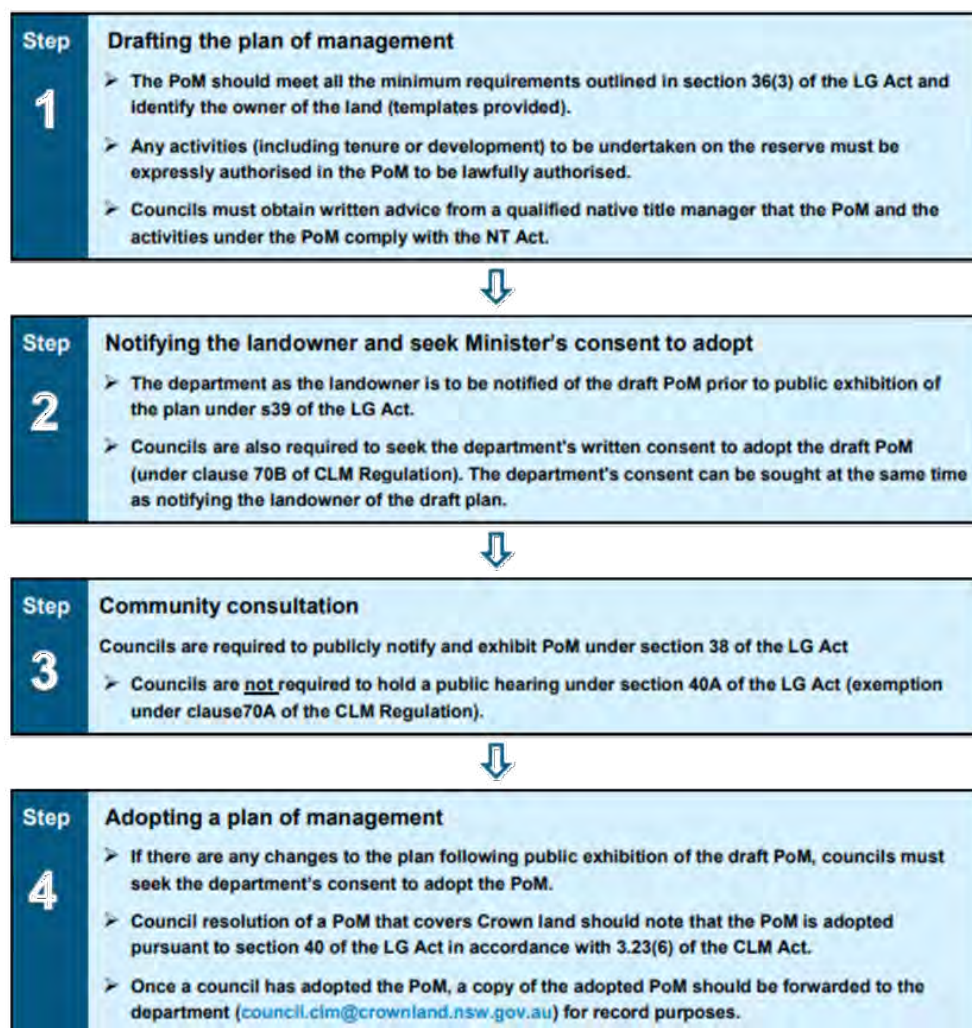 Step
1
Drafting the plan of management
➢ The PoM should meet all the minimum requirements outlined in section 36(3) of the LG Act and
identify the owner of the land (templates provided).
➢ Any activities (including tenure or development) to be undertaken on the reserve must be
expressly authorised in the PoM to be lawfully authorised.
➢ Councils must obtain written advice from a qualified native title manager that the PoM and the
activities under the PoM comply with the NT Act.
Step
2
Notifying the landowner and seek Minister's consent to adopt
➢ The department as the landowner is to be notified of the draft PoM prior to public exhibition of
the plan under s39 of the LG Act.
➢ Councils are also required to seek the department's written consent to adopt the draft PoM
(under clause 70B of CLM Regulation). The department's consent can be sought at the same time
as notifying the landowner of the draft plan.
Step
3
Community consultation
Councils are required to publicly notify and exhibit PoM under section 38 of the LG Act
➢ Councils are not required to hold a public hearing under section 40A of the LG Act (exemption
under clause70A of the CLM Regulation).
Step
4
Adopting a plan of management
➢ If there are any changes to the plan following public exhibition of the draft PoM, councils must
seek the department's consent to adopt the PoM.
➢ Council resolution of a PoM that covers Crown land should note that the PoM is adopted
pursuant to section 40 of the LG Act in accordance with 3.23(6) of the CLM Act.
➢ Once a council has adopted the PoM, a copy of the adopted PoM should be forwarded to the
department (council.clm@crownland.nsw.gov.au) for record purposes.